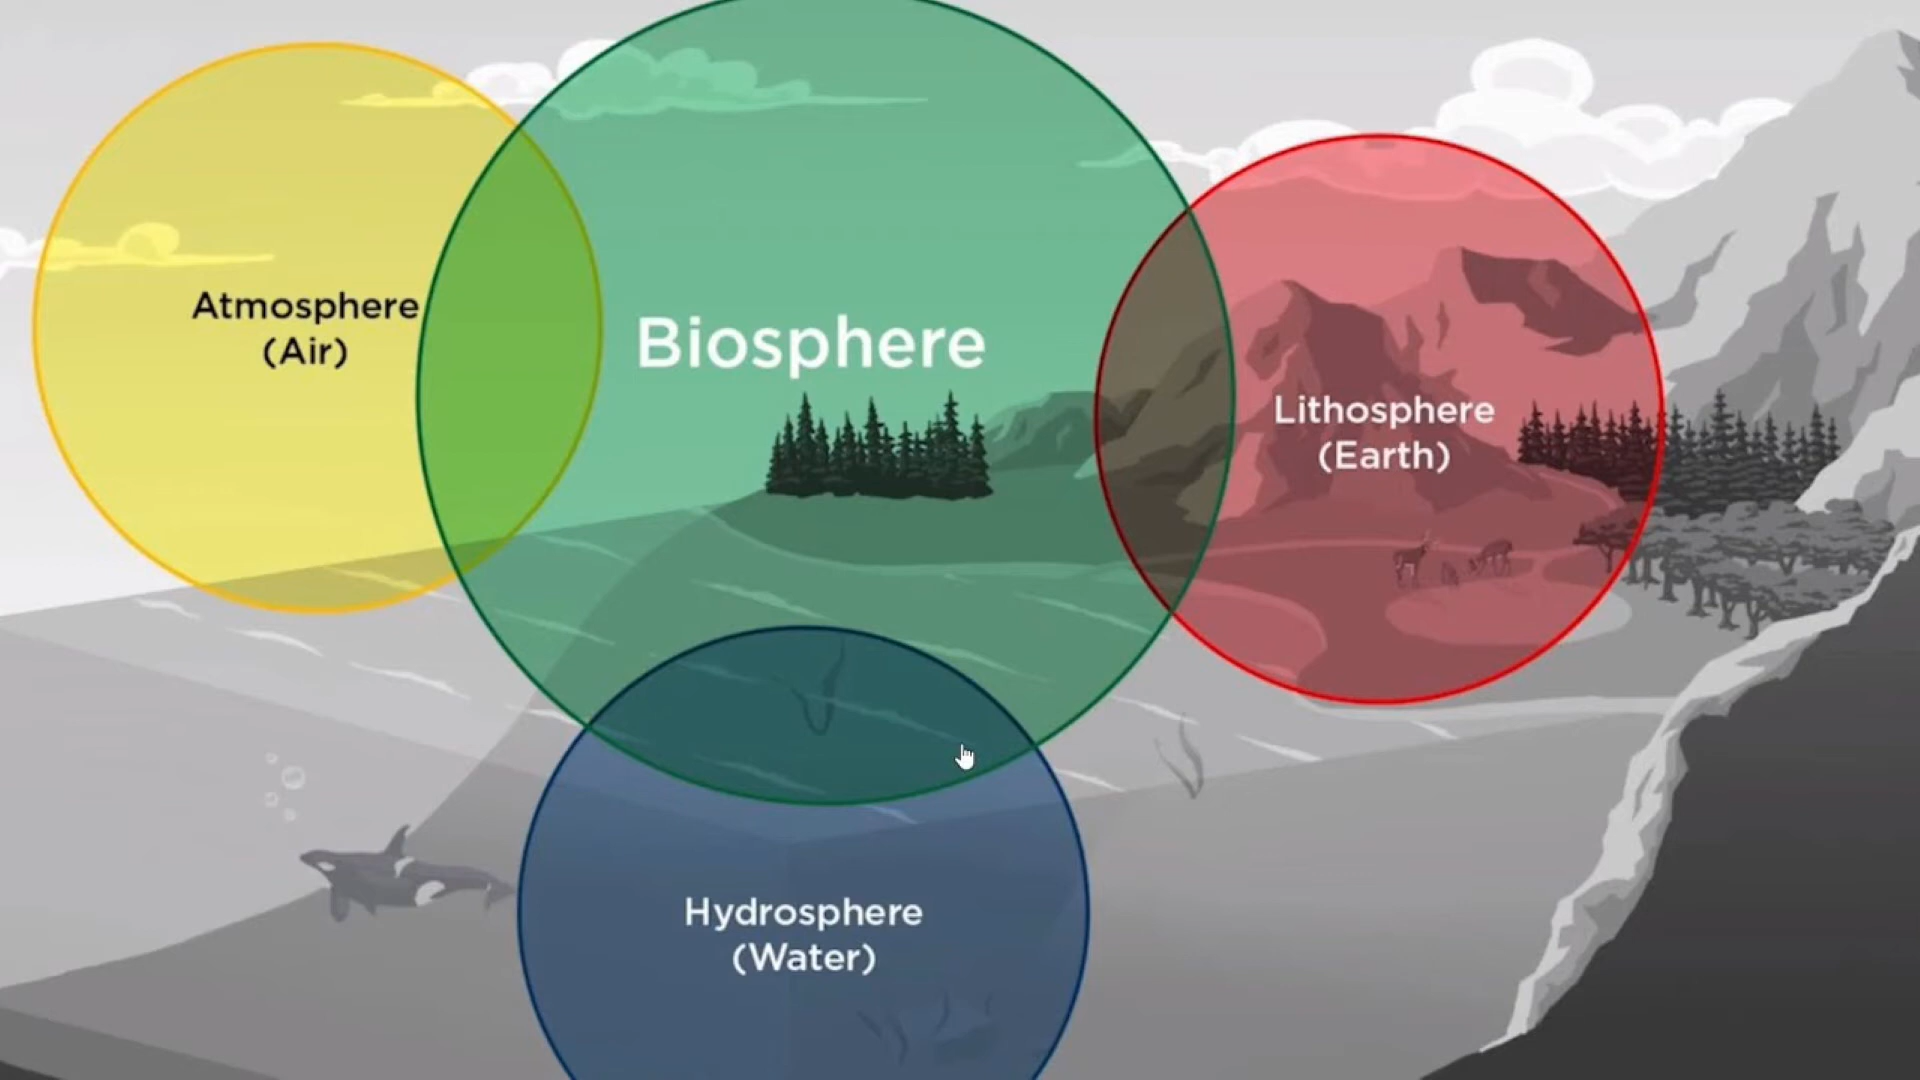 Atmosphere
(Air)
Biosphere
Lithosphere
(Earth)
Hydrosphere
(Water)